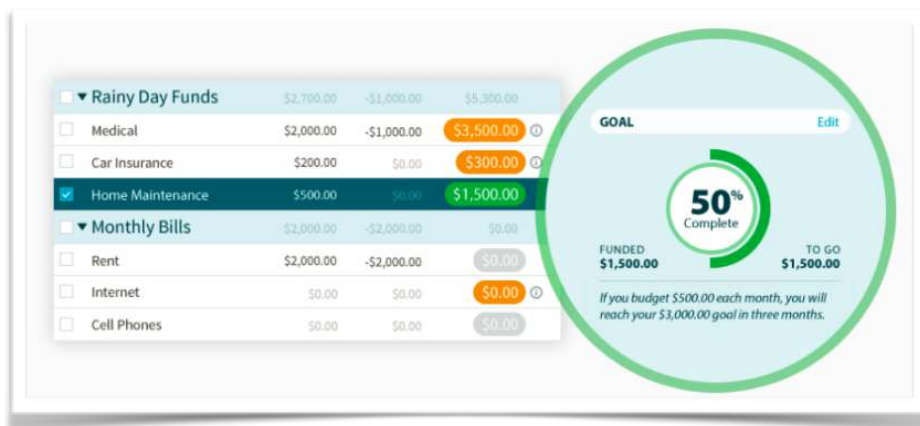 Rainy Day Funds $2,700.00 -$1,000.00 $5,300.00
Medical $2,000.00 -$1,000.00 $3,500.00
Car Insurance $200.00 $0.00 $300.00
Home Maintenance $500.00 $0.00 $1,500.00
Monthly Bills $2,000.00 -$2,000.00 $0.00
Rent $2,000.00 -$2,000.00 $0.00
Internet $0.00 $0.00 $0.00
Cell Phones $0.00 $0.00 $0.00
GOAL Edit
50%
Complete
FUNDED TO GO
$1,500.00 $1,500.00
If you budget $500.00 each month, you will
reach your $3,000.00 goal in three months.